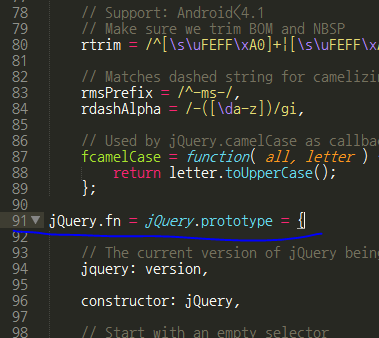 78 // Support: Android<4.1
79 // Make sure we trim BOM and NBSP
80 rtrim = /^[\s\uFEFF\xA0]+|[\s\uFEFF\x
81
82 // Matches dashed string for camelizin
83 rmsPrefix = /^-ms-/,
84 rdashAlpha = /-([\da-z])/gi,
85
86 // Used by jQuery.camelCase as callbac
87 fcamelCase = function( all, letter )
88 return letter.toUpperCase();
89 };
90
91 jQuery.fn = jQuery.prototype = {
92
93 // The current version of jQuery being
94 jquery: version,
95
96 constructor: jQuery,
97
98 // Start with an empty selector